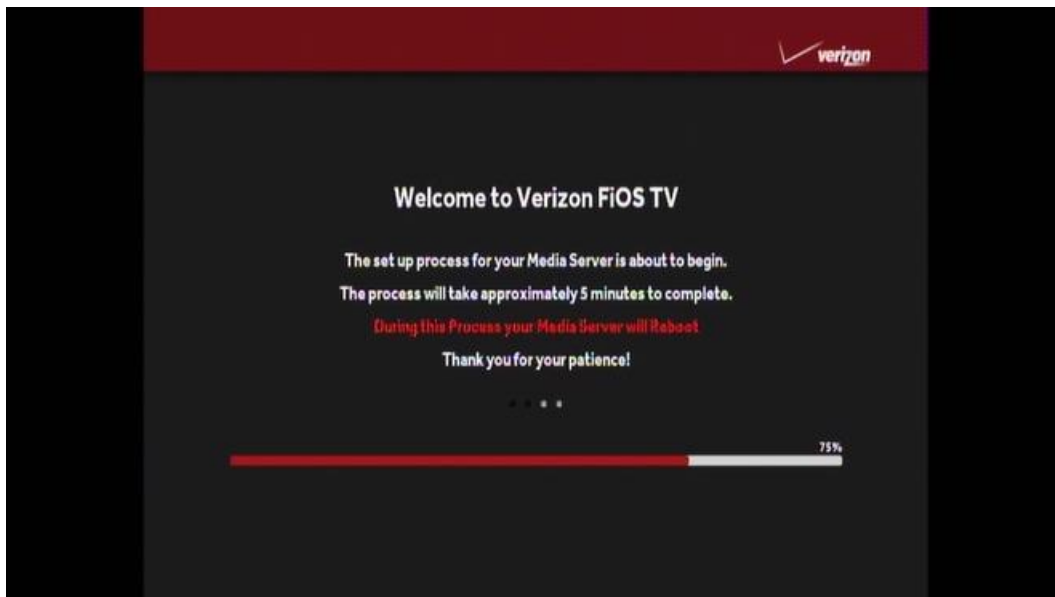 verizon
Welcome to Verizon FiOS TV
The set up process for your Media Server is about to begin.
The process will take approximately 5 minutes to complete.
During this Process your Media Server will Reboot
Thank you for your patience!
75%